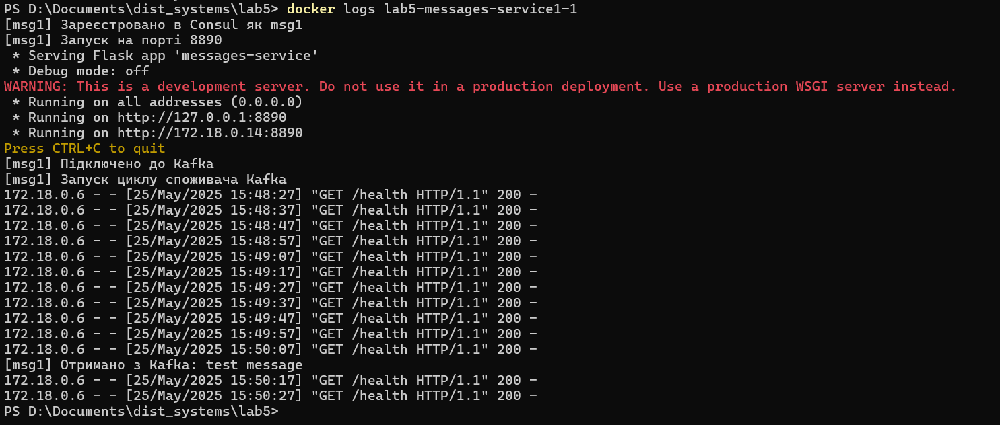 PS D:\Documents\dist_systems\lab5> docker logs lab5-messages-service1-1
[msg1] Зареєстровано в Consul як msg1
[msg1] Запуск на порті 8890
 * Serving Flask app 'messages-service'
 * Debug mode: off
WARNING: This is a development server. Do not use it in a production deployment. Use a production WSGI server instead.
 * Running on all addresses (0.0.0.0)
 * Running on http://127.0.0.1:8890
 * Running on http://172.18.0.14:8890
Press CTRL+C to quit
[msg1] Підключено до Kafka
[msg1] Запуск циклу споживача Kafka
172.18.0.6 - - [25/May/2025 15:48:27] "GET /health HTTP/1.1" 200 -
172.18.0.6 - - [25/May/2025 15:48:37] "GET /health HTTP/1.1" 200 -
172.18.0.6 - - [25/May/2025 15:48:47] "GET /health HTTP/1.1" 200 -
172.18.0.6 - - [25/May/2025 15:48:57] "GET /health HTTP/1.1" 200 -
172.18.0.6 - - [25/May/2025 15:49:07] "GET /health HTTP/1.1" 200 -
172.18.0.6 - - [25/May/2025 15:49:17] "GET /health HTTP/1.1" 200 -
172.18.0.6 - - [25/May/2025 15:49:27] "GET /health HTTP/1.1" 200 -
172.18.0.6 - - [25/May/2025 15:49:37] "GET /health HTTP/1.1" 200 -
172.18.0.6 - - [25/May/2025 15:49:47] "GET /health HTTP/1.1" 200 -
172.18.0.6 - - [25/May/2025 15:49:57] "GET /health HTTP/1.1" 200 -
172.18.0.6 - - [25/May/2025 15:50:07] "GET /health HTTP/1.1" 200 -
[msg1] Отримано з Kafka: test message
172.18.0.6 - - [25/May/2025 15:50:17] "GET /health HTTP/1.1" 200 -
172.18.0.6 - - [25/May/2025 15:50:27] "GET /health HTTP/1.1" 200 -
PS D:\Documents\dist_systems\lab5>